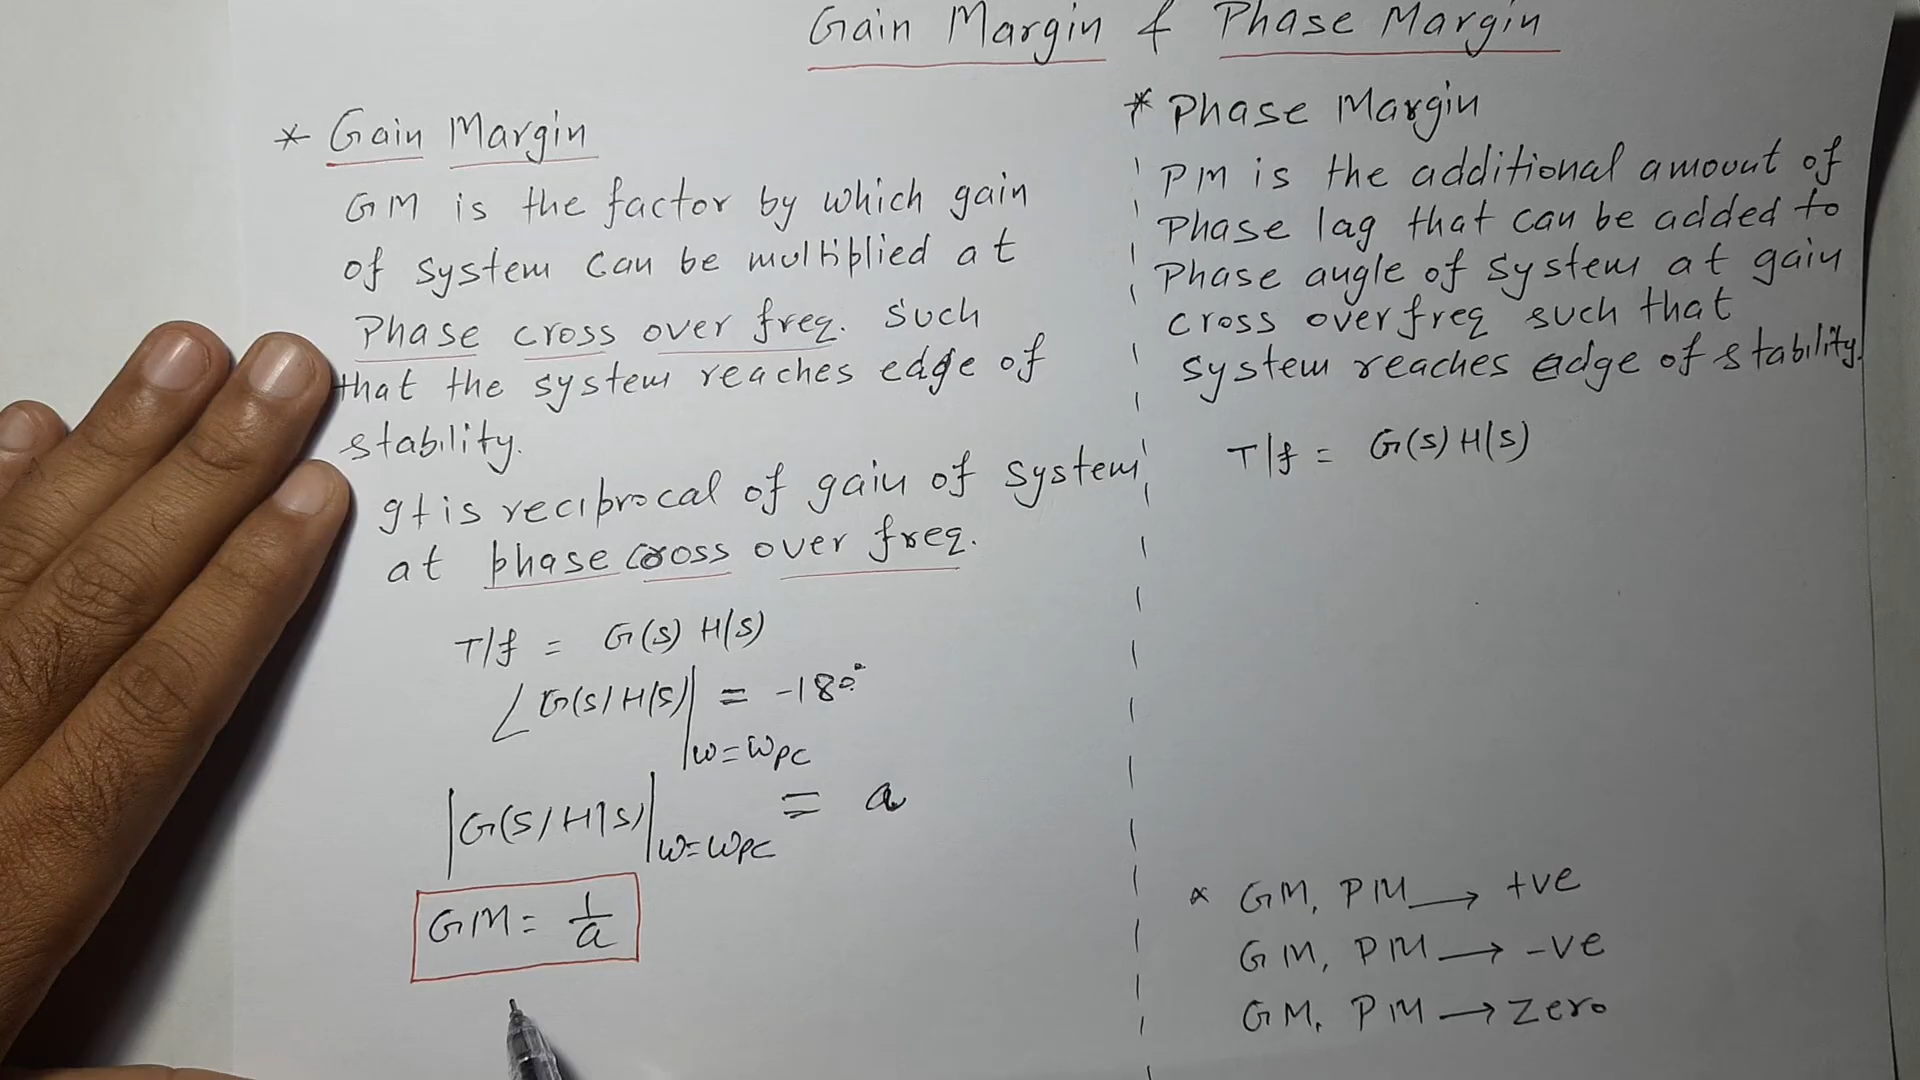 Gain Margin & Phase Margin
* Gain Margin
GM is the factor by which gain
of system can be multiplied at
Phase cross over freq. such
that the system reaches edge of
stability.
It is reciprocal of gain of system
at phase cross over freq.
T/f = G(s) H(s)
∠G(s) H(s)| = -180°
ω=ωpc
|G(s) H(s)| = a
ω=ωpc
GM = 1/a
* Phase Margin
PM is the additional amount of
Phase lag that can be added to
Phase angle of system at gain
cross over freq such that
system reaches edge of stability.
T/f = G(s) H(s)
* GM, PM → +ve
GM, PM → -ve
GM, PM → Zero